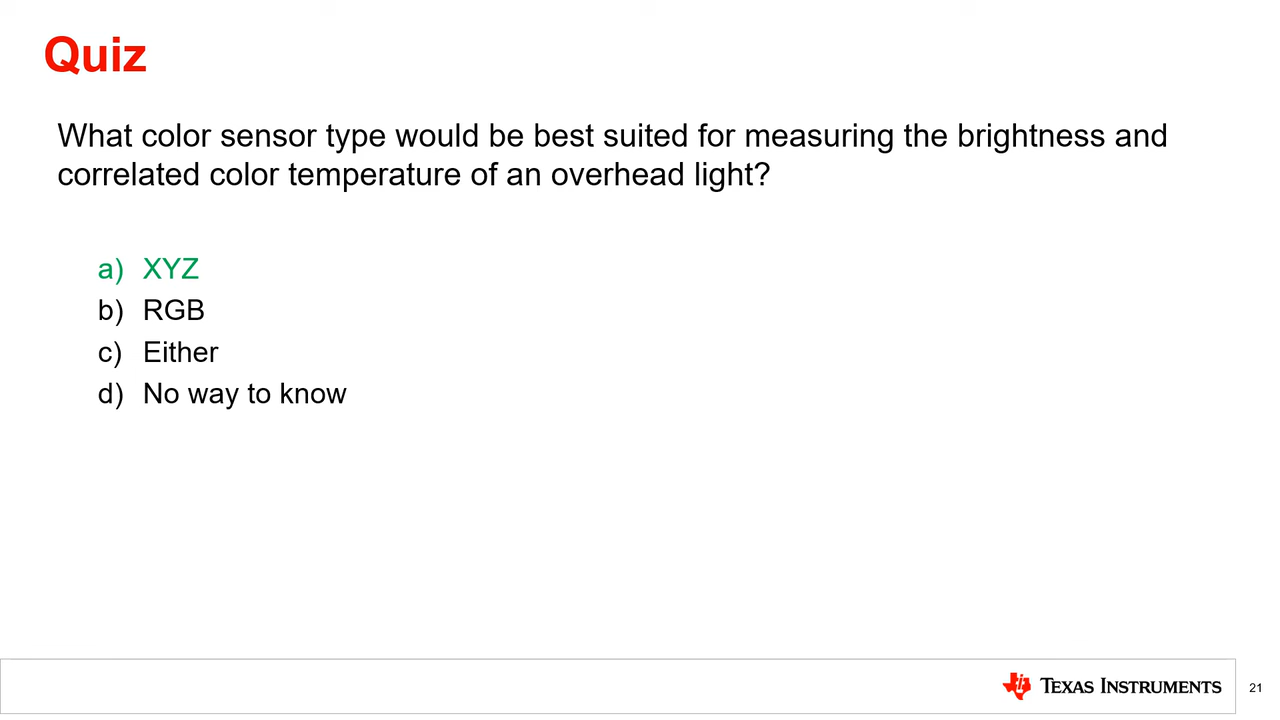 Quiz
What color sensor type would be best suited for measuring the brightness and
correlated color temperature of an overhead light?
a) XYZ
b) RGB
c) Either
d) No way to know
TEXAS INSTRUMENTS
21